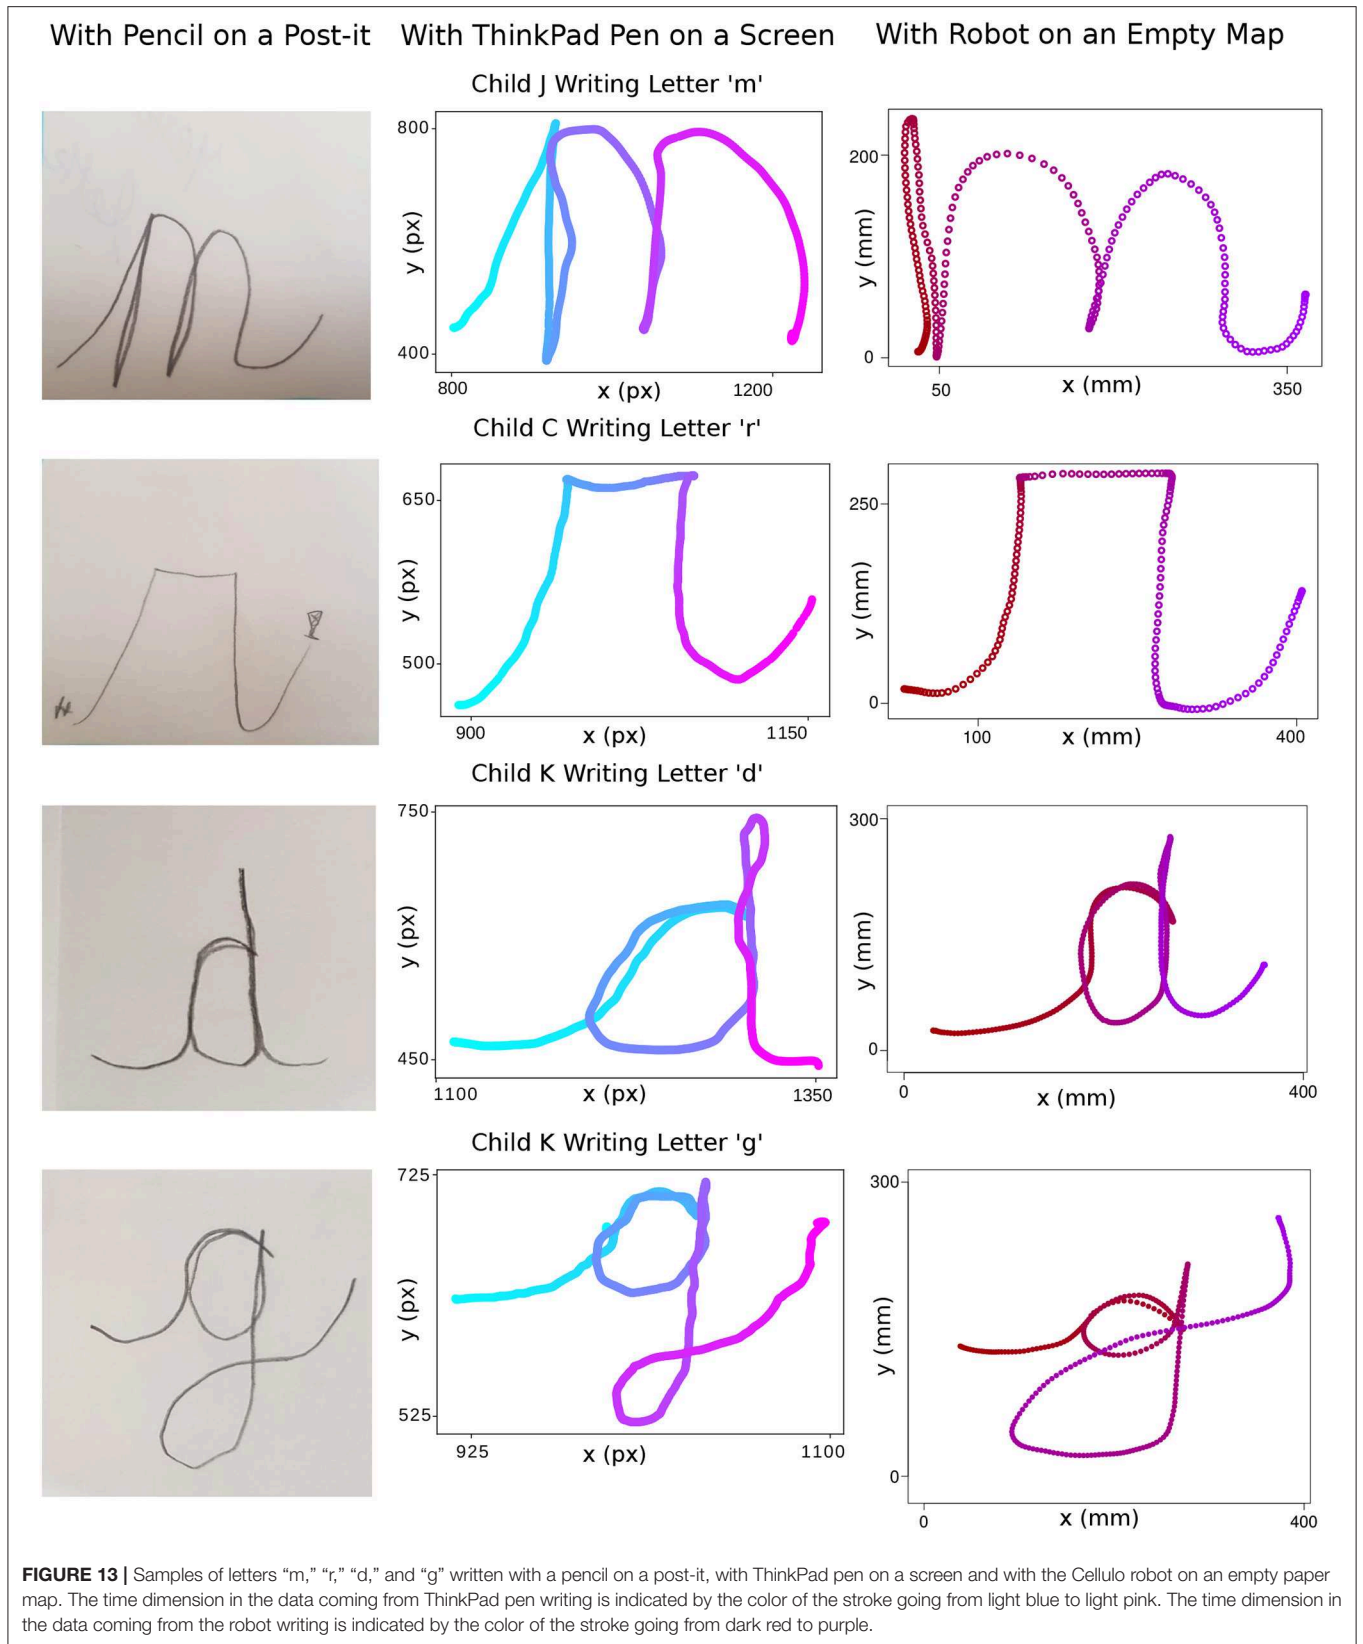 With Pencil on a Post-it
With ThinkPad Pen on a Screen
With Robot on an Empty Map
Child J Writing Letter 'm'
m
800
400
y (px)
800
x (px)
1200
200
0
y (mm)
50
x (mm)
350
Child C Writing Letter 'r'
r
650
500
y (px)
900
x (px)
1150
250
0
y (mm)
100
x (mm)
400
Child K Writing Letter 'd'
d
750
450
y (px)
1100
x (px)
1350
300
0
y (mm)
0
x (mm)
400
Child K Writing Letter 'g'
g
725
525
y (px)
925
x (px)
1100
300
0
y (mm)
0
x (mm)
400
FIGURE 13 | Samples of letters “m,” “r,” “d,” and “g” written with a pencil on a post-it, with ThinkPad pen on a screen and with the Cellulo robot on an empty paper
map. The time dimension in the data coming from ThinkPad pen writing is indicated by the color of the stroke going from light blue to light pink. The time dimension in
the data coming from the robot writing is indicated by the color of the stroke going from dark red to purple.